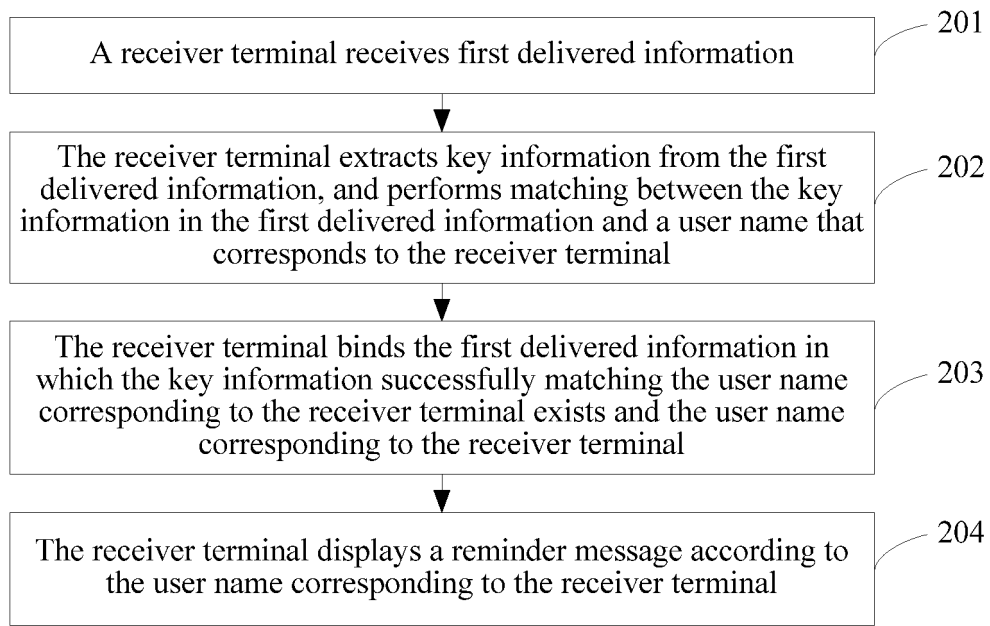 A receiver terminal receives first delivered information
201
The receiver terminal extracts key information from the first
delivered information, and performs matching between the key
information in the first delivered information and a user name that
corresponds to the receiver terminal
202
The receiver terminal binds the first delivered information in
which the key information successfully matching the user name
corresponding to the receiver terminal exists and the user name
corresponding to the receiver terminal
203
The receiver terminal displays a reminder message according to
the user name corresponding to the receiver terminal
204